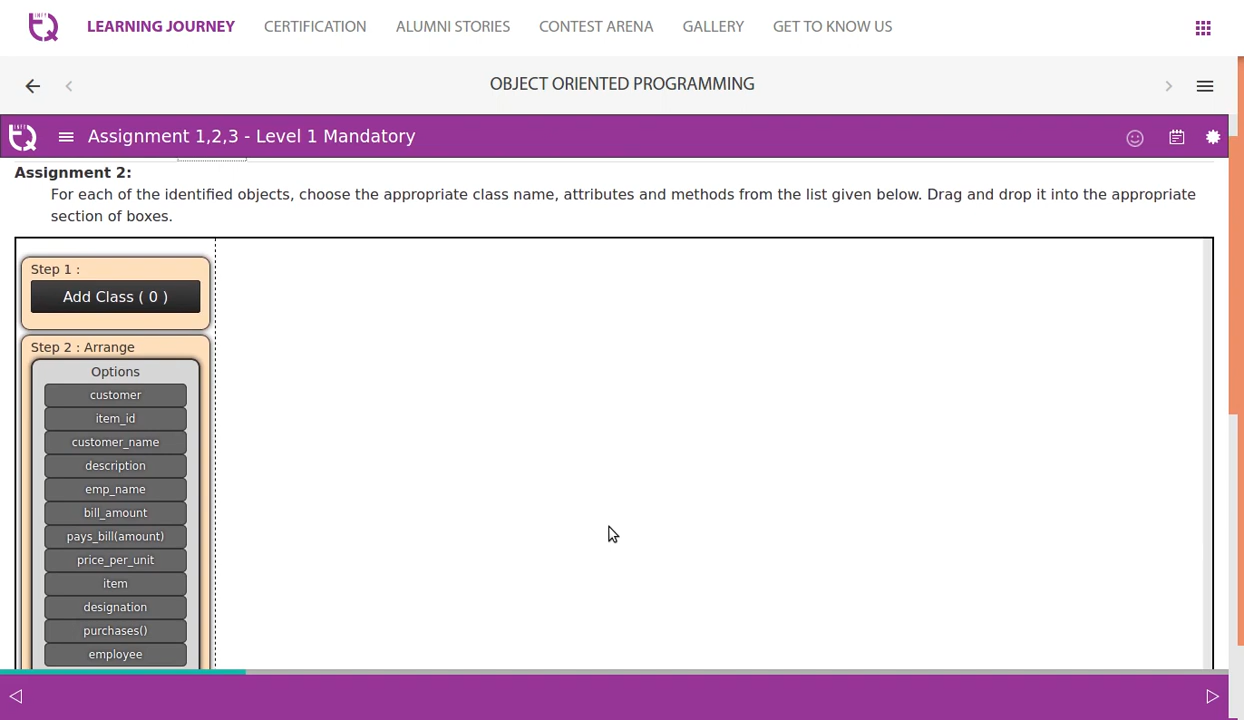 LEARNING JOURNEY CERTIFICATION ALUMNI STORIES CONTEST ARENA GALLERY GET TO KNOW US
OBJECT ORIENTED PROGRAMMING
Assignment 1,2,3 - Level 1 Mandatory
Assignment 2:
For each of the identified objects, choose the appropriate class name, attributes and methods from the list given below. Drag and drop it into the appropriate
section of boxes.
Step 1 :
Add Class ( 0 )
Step 2 : Arrange
Options
customer
item_id
customer_name
description
emp_name
bill_amount
pays_bill(amount)
price_per_unit
item
designation
purchases()
employee